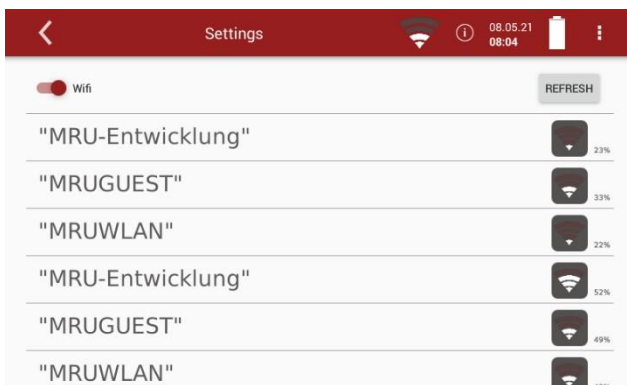 Settings
08.05.21
08:04
Wifi
REFRESH
"MRU-Entwicklung"
23%
"MRUGUEST"
33%
"MRUWLAN"
22%
"MRU-Entwicklung"
52%
"MRUGUEST"
49%
"MRUWLAN"